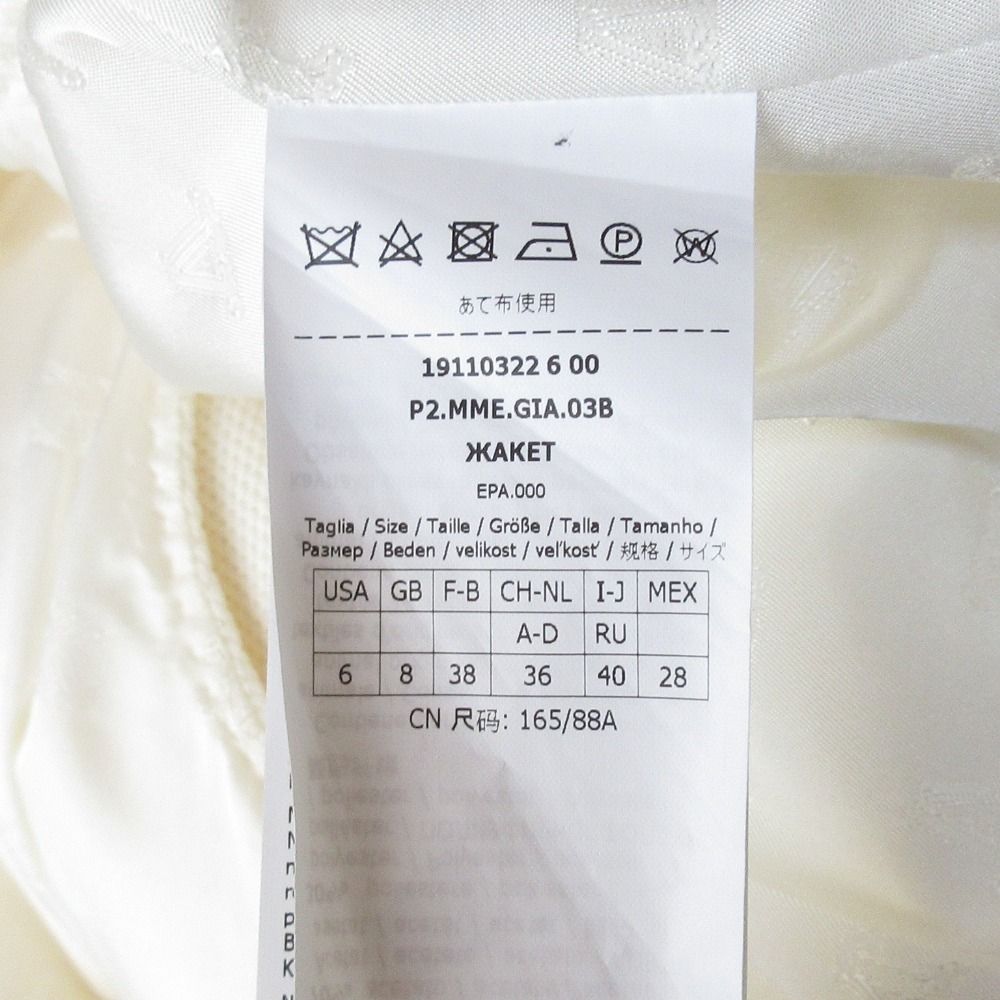 P W
あて布使用
19110322 6 00
P2.MME.GIA.03B
ЖАКЕТ
EPA.000
Taglia / Size / Taille / Größe / Talla / Tamanho /
Размер / Beden / velikost / veľkosť / 规格 / サイズ
USA GB F-B CH-NL I-J MEX
A-D RU
6 8 38 36 40 28
CN 尺码: 165/88A